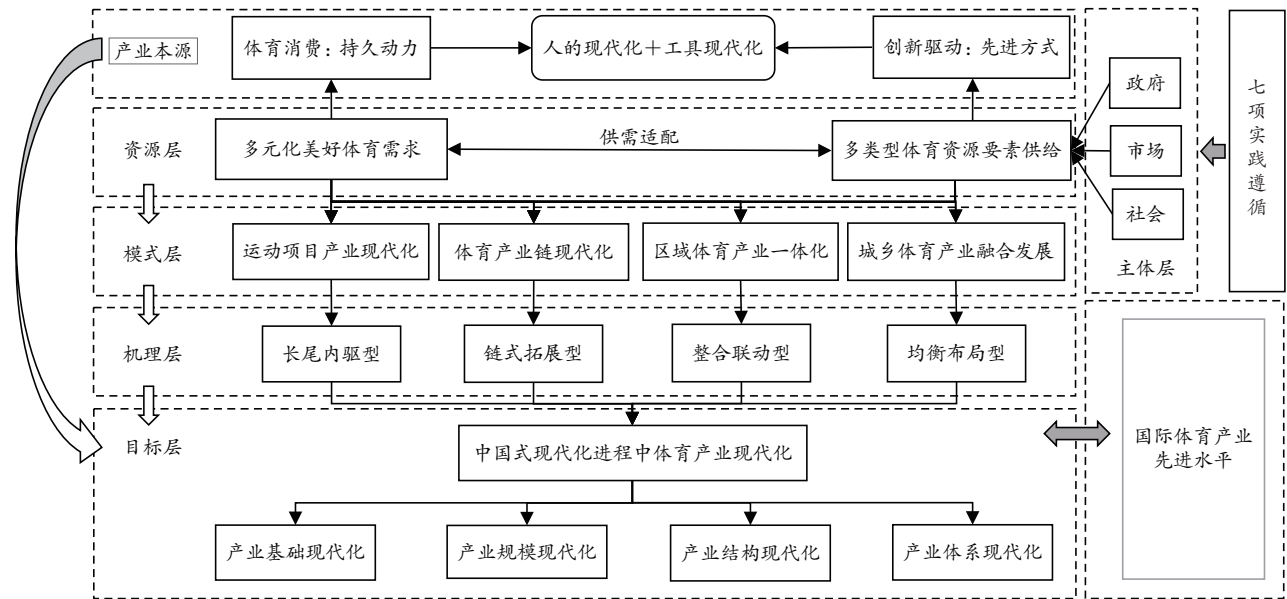 产业本源
体育消费：持久动力
人的现代化＋工具现代化
创新驱动：先进方式
资源层
多元化美好体育需求
供需适配
多类型体育资源要素供给
政府
市场
社会
主体层
七项实践遵循
模式层
运动项目产业现代化
体育产业链现代化
区域体育产业一体化
城乡体育产业融合发展
机理层
长尾内驱型
链式拓展型
整合联动型
均衡布局型
目标层
中国式现代化进程中体育产业现代化
国际体育产业
先进水平
产业基础现代化
产业规模现代化
产业结构现代化
产业体系现代化